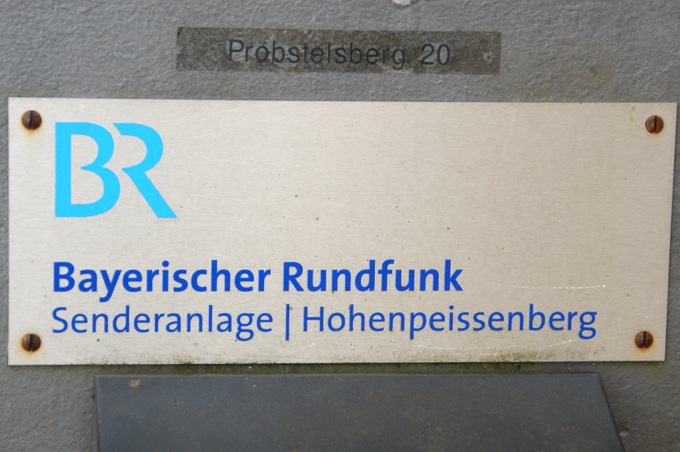 Pröbstelsberg 20
BR
Bayerischer Rundfunk
Senderanlage | Hohenpeissenberg